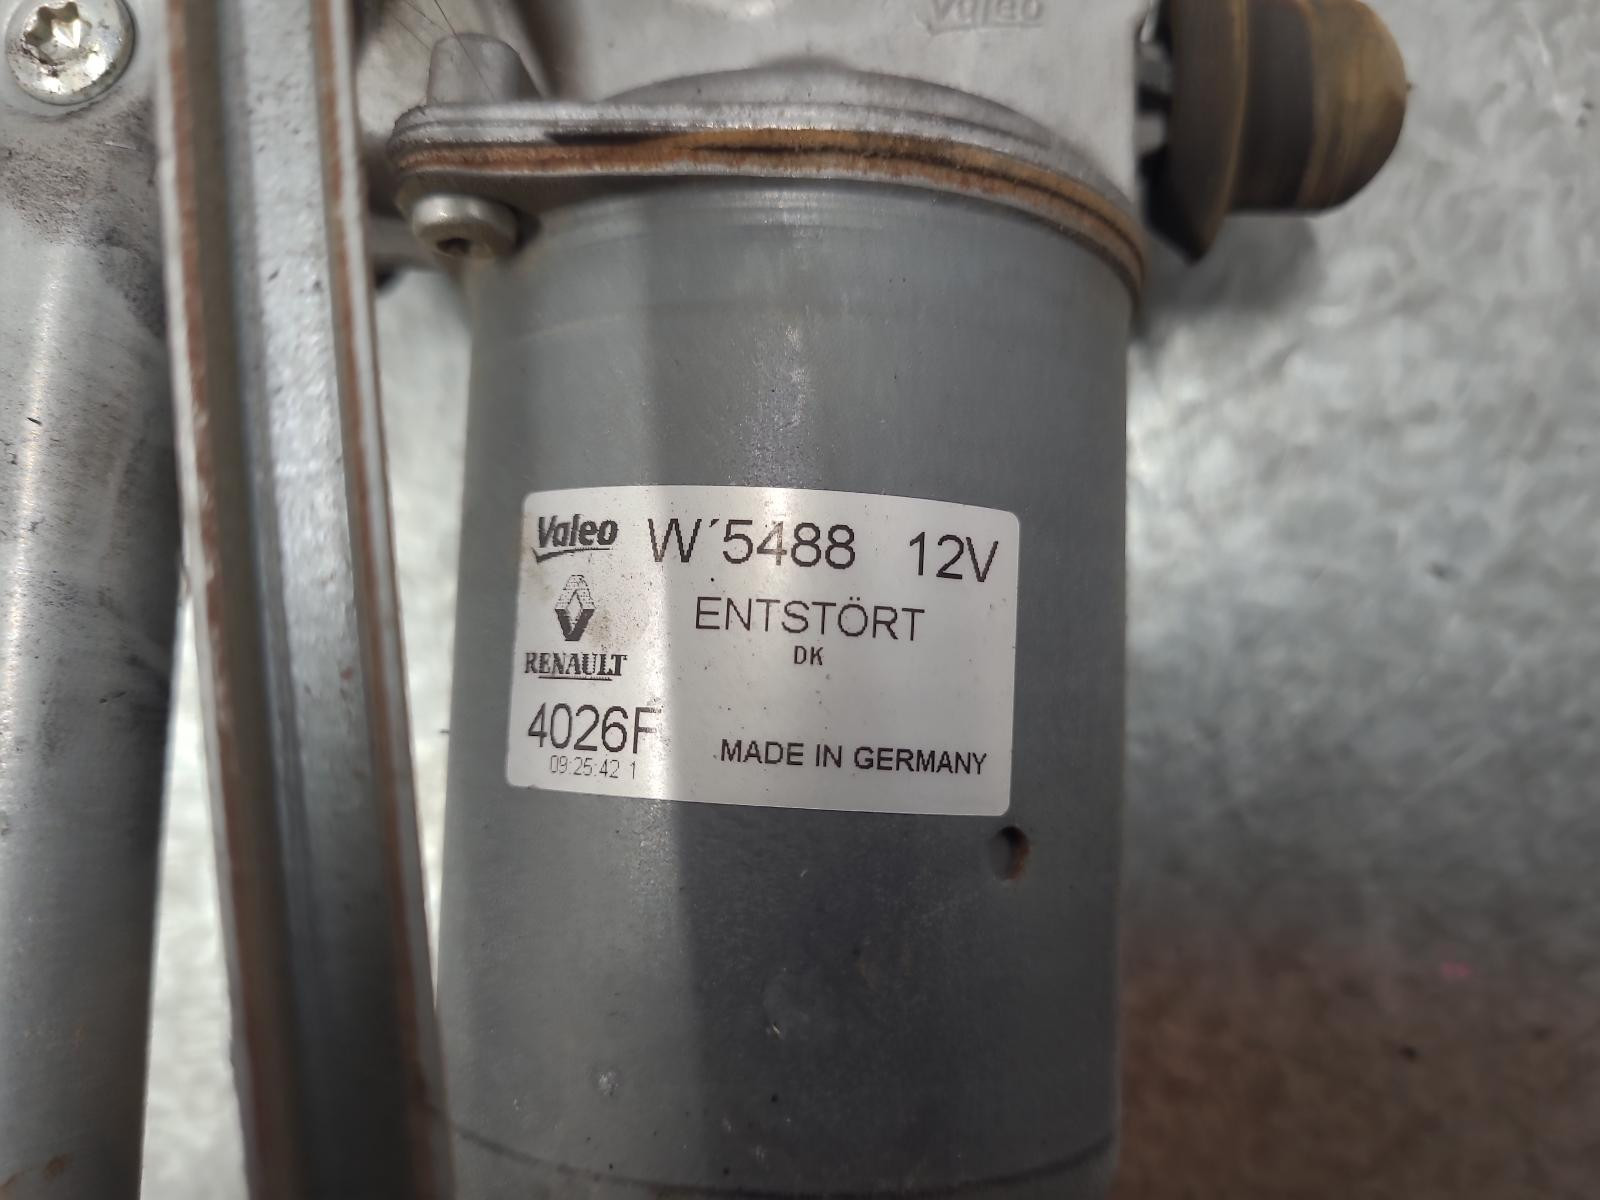 Valeo
Valeo W´5488 12V
ENTSTÖRT
DK
RENAULT
4026F
09:25:42 1
MADE IN GERMANY